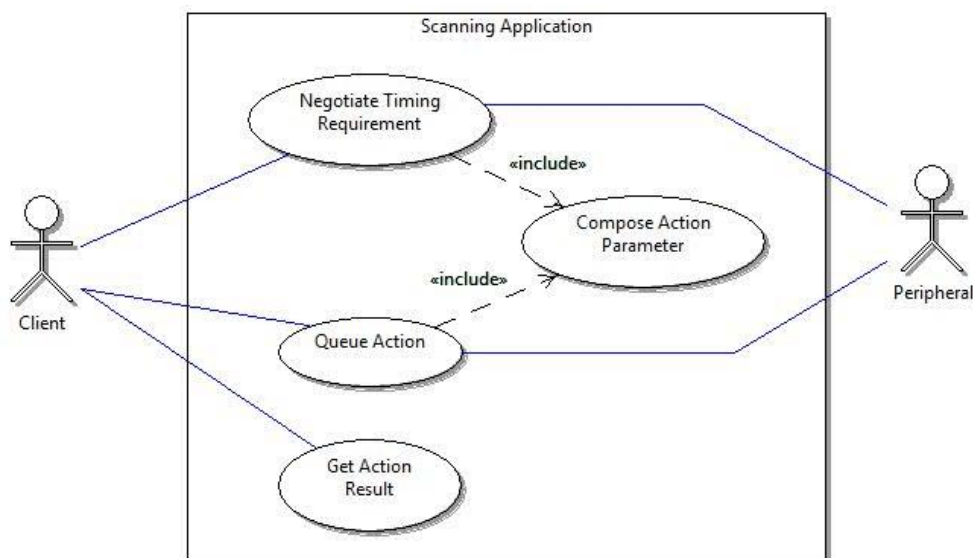 Scanning Application
Negotiate Timing
Requirement
«include»
Compose Action
Parameter
«include»
Client
Peripheral
Queue Action
Get Action
Result